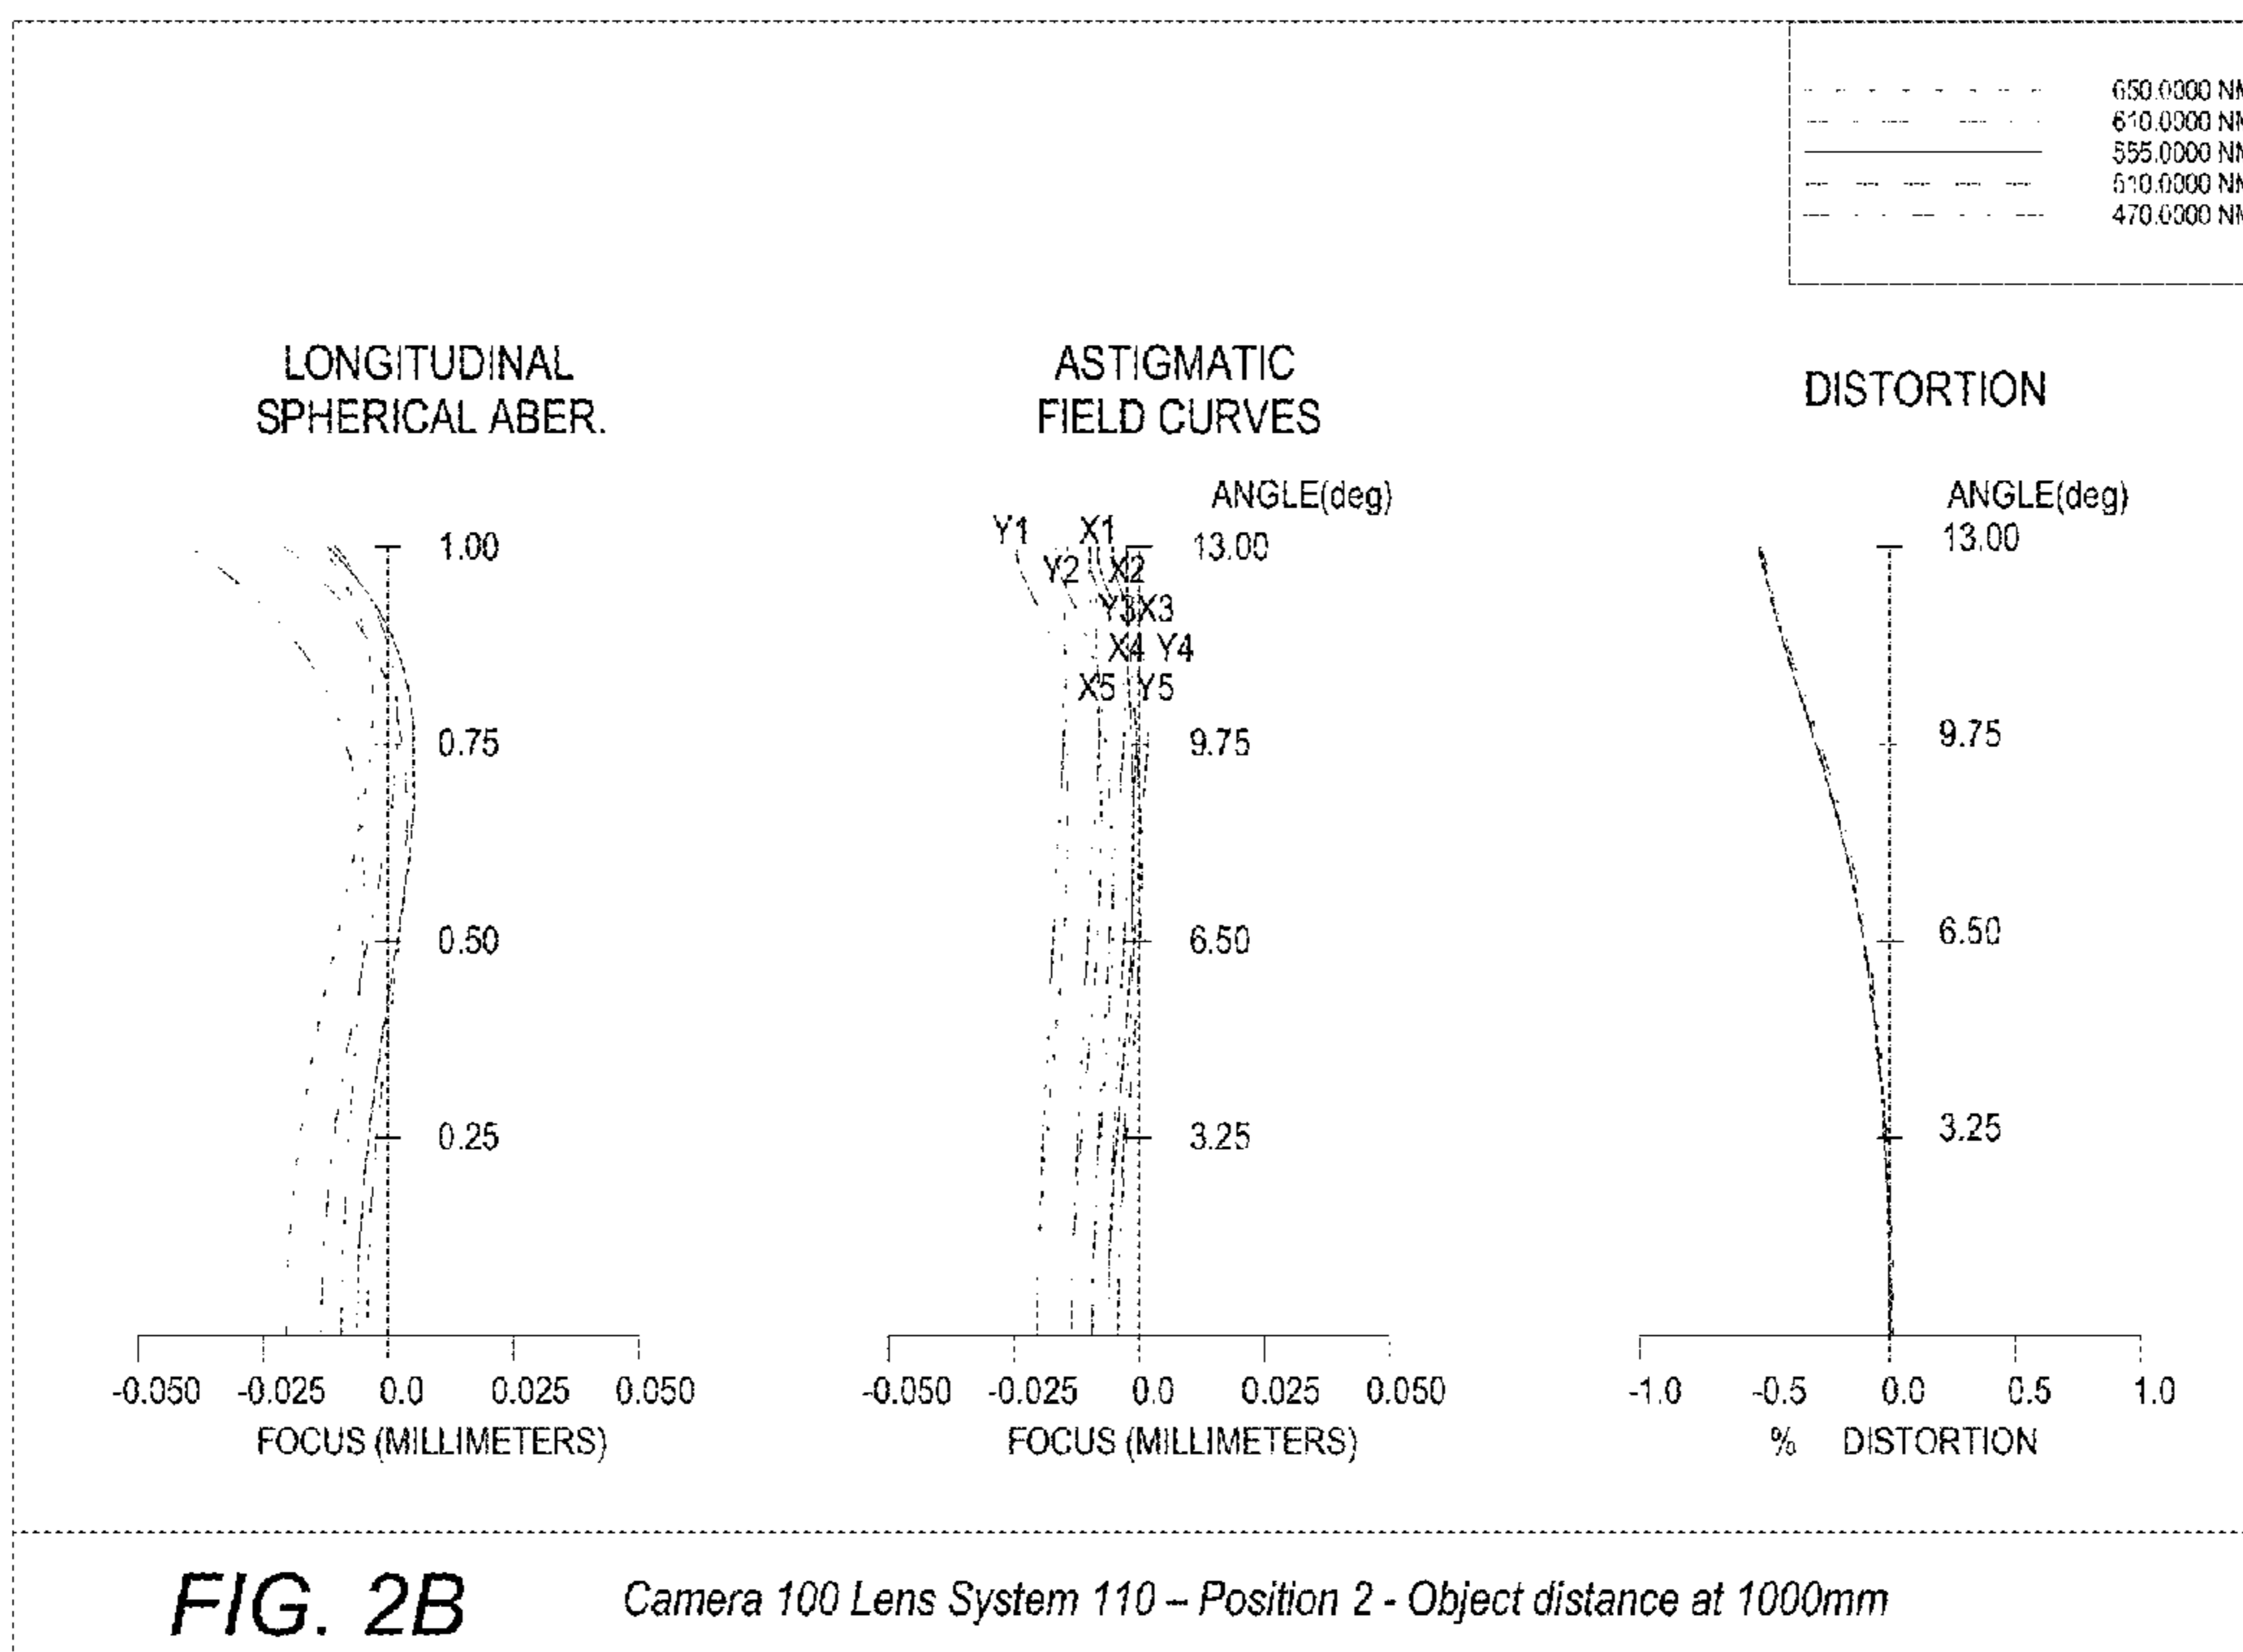 650.0000 NM
610.0000 NM
555.0000 NM
510.0000 NM
470.0000 NM
LONGITUDINAL
SPHERICAL ABER.
1.00
0.75
0.50
0.25
-0.050 -0.025 0.0 0.025 0.050
FOCUS (MILLIMETERS)
ASTIGMATIC
FIELD CURVES
ANGLE(deg)
Y1 X1 13.00
Y2 X2
Y3 X3
X4 Y4
X5 Y5
9.75
6.50
3.25
-0.050 -0.025 0.0 0.025 0.050
FOCUS (MILLIMETERS)
DISTORTION
ANGLE(deg)
13.00
9.75
6.50
3.25
-1.0 -0.5 0.0 0.5 1.0
% DISTORTION
FIG. 2B Camera 100 Lens System 110 – Position 2 - Object distance at 1000mm